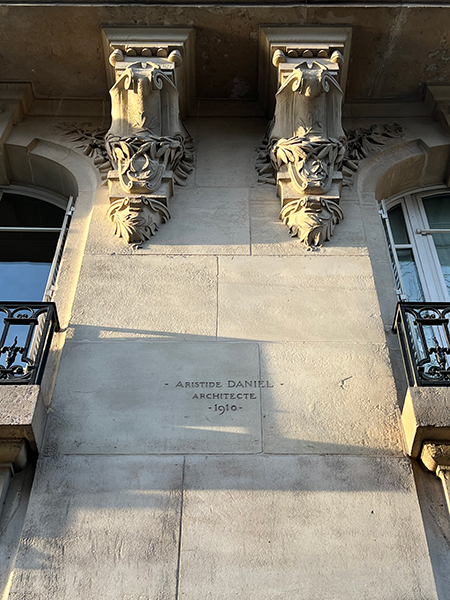 - ARISTIDE DANIEL -
ARCHITECTE
- 1910 -